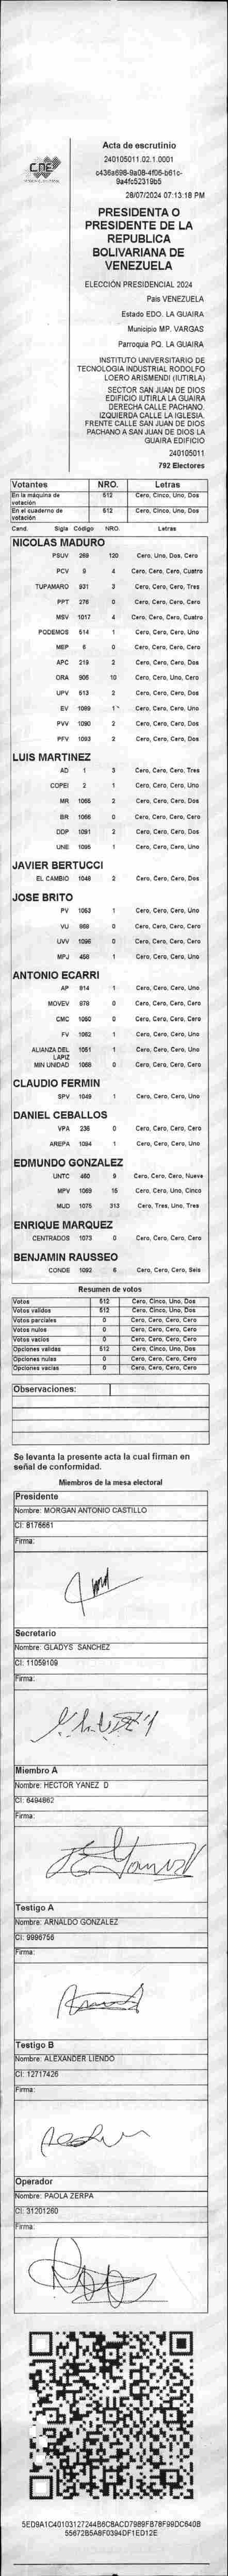 CNE
Acta de escrutinio
240105011.02.1.0001
c436a698-9a08-4f06-b61c-
9a4fc52319b5
28/07/2024 07:13:18 PM
PRESIDENTA O
PRESIDENTE DE LA
REPUBLICA
BOLIVARIANA DE
VENEZUELA
ELECCIÓN PRESIDENCIAL 2024
País VENEZUELA
Estado EDO. LA GUAIRA
Municipio MP. VARGAS
Parroquia PQ. LA GUAIRA
INSTITUTO UNIVERSITARIO DE
TECNOLOGIA INDUSTRIAL RODOLFO
LOERO ARISMENDI (IUTIRLA)
SECTOR SAN JUAN DE DIOS
EDIFICIO IUTIRLA LA GUAIRA
DERECHA CALLE PACHANO.
IZQUIERDA CALLE LA IGLESIA.
FRENTE CALLE SAN JUAN DE DIOS
PACHANO A SAN JUAN DE DIOS LA
GUAIRA EDIFICIO
240105011
792 Electores
Votantes NRO. Letras
En la máquina de votación 512 Cero, Cinco, Uno, Dos
En el cuaderno de votación 512 Cero, Cinco, Uno, Dos
Cand. Sigla Código NRO. Letras
NICOLAS MADURO
PSUV 269 120 Cero, Uno, Dos, Cero
PCV 9 4 Cero, Cero, Cero, Cuatro
TUPAMARO 931 3 Cero, Cero, Cero, Tres
PPT 276 0 Cero, Cero, Cero, Cero
MSV 1017 4 Cero, Cero, Cero, Cuatro
PODEMOS 514 1 Cero, Cero, Cero, Uno
MEP 6 0 Cero, Cero, Cero, Cero
APC 219 2 Cero, Cero, Cero, Dos
ORA 906 10 Cero, Cero, Uno, Cero
UPV 613 2 Cero, Cero, Cero, Dos
EV 1089 1 Cero, Cero, Cero, Uno
PVV 1090 2 Cero, Cero, Cero, Dos
PFV 1093 2 Cero, Cero, Cero, Dos
LUIS MARTINEZ
AD 1 3 Cero, Cero, Cero, Tres
COPEI 2 1 Cero, Cero, Cero, Uno
MR 1065 2 Cero, Cero, Cero, Dos
BR 1066 0 Cero, Cero, Cero, Cero
DDP 1091 2 Cero, Cero, Cero, Dos
UNE 1095 1 Cero, Cero, Cero, Uno
JAVIER BERTUCCI
EL CAMBIO 1048 2 Cero, Cero, Cero, Dos
JOSE BRITO
PV 1053 1 Cero, Cero, Cero, Uno
VU 968 0 Cero, Cero, Cero, Cero
UVV 1096 0 Cero, Cero, Cero, Cero
MPJ 458 1 Cero, Cero, Cero, Uno
ANTONIO ECARRI
AP 914 1 Cero, Cero, Cero, Uno
MOVEV 978 0 Cero, Cero, Cero, Cero
CMC 1050 0 Cero, Cero, Cero, Cero
FV 1062 1 Cero, Cero, Cero, Uno
ALIANZA DEL LAPIZ 1051 1 Cero, Cero, Cero, Uno
MIN UNIDAD 1068 0 Cero, Cero, Cero, Cero
CLAUDIO FERMIN
SPV 1049 1 Cero, Cero, Cero, Uno
DANIEL CEBALLOS
VPA 236 0 Cero, Cero, Cero, Cero
AREPA 1094 1 Cero, Cero, Cero, Uno
EDMUNDO GONZALEZ
UNTC 460 9 Cero, Cero, Cero, Nueve
MPV 1069 15 Cero, Cero, Uno, Cinco
MUD 1075 313 Cero, Tres, Uno, Tres
ENRIQUE MARQUEZ
CENTRADOS 1073 0 Cero, Cero, Cero, Cero
BENJAMIN RAUSSEO
CONDE 1092 6 Cero, Cero, Cero, Seis
Resumen de votos
Votos 512 Cero, Cinco, Uno, Dos
Votos validos 512 Cero, Cinco, Uno, Dos
Votos parciales 0 Cero, Cero, Cero, Cero
Votos nulos 0 Cero, Cero, Cero, Cero
Votos vacios 0 Cero, Cero, Cero, Cero
Opciones validas 512 Cero, Cinco, Uno, Dos
Opciones nulas 0 Cero, Cero, Cero, Cero
Opciones vacias 0 Cero, Cero, Cero, Cero
Observaciones:
Se levanta la presente acta la cual firman en
señal de conformidad.
Miembros de la mesa electoral
Presidente
Nombre: MORGAN ANTONIO CASTILLO
CI: 8176661
Firma:
Secretario
Nombre: GLADYS SANCHEZ
CI: 11059109
Firma:
Miembro A
Nombre: HECTOR YANEZ D
CI: 6494862
Firma:
Testigo A
Nombre: ARNALDO GONZALEZ
CI: 9996756
Firma:
Testigo B
Nombre: ALEXANDER LIENDO
CI: 12717426
Firma:
Operador
Nombre: PAOLA ZERPA
CI: 31201260
Firma:
5ED9A1C40103127244B6C8ACD7989FB78F99DC640B
55672B5A8F0394DF1ED12E